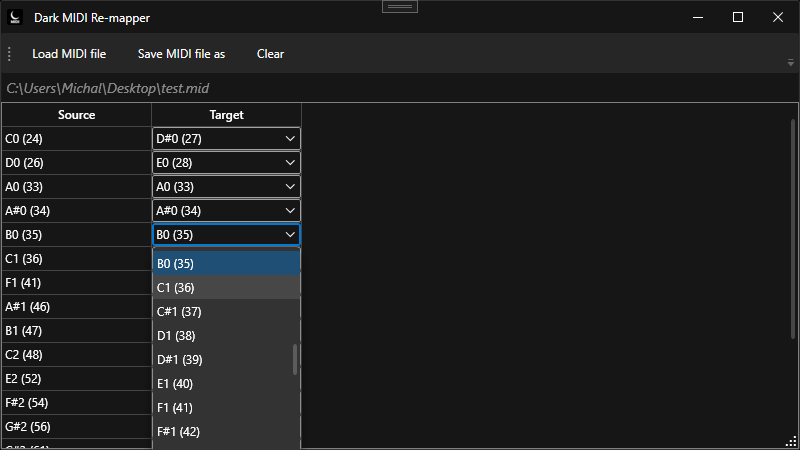 MIDI
Dark MIDI Re-mapper
Load MIDI file Save MIDI file as Clear
C:\Users\Michal\Desktop\test.mid
Source Target
C0 (24) D#0 (27)
D0 (26) E0 (28)
A0 (33) A0 (33)
A#0 (34) A#0 (34)
B0 (35) B0 (35)
C1 (36) B0 (35)
F1 (41) C1 (36)
A#1 (46) C#1 (37)
B1 (47) D1 (38)
C2 (48) D#1 (39)
E2 (52) E1 (40)
F#2 (54) F1 (41)
G#2 (56) F#1 (42)